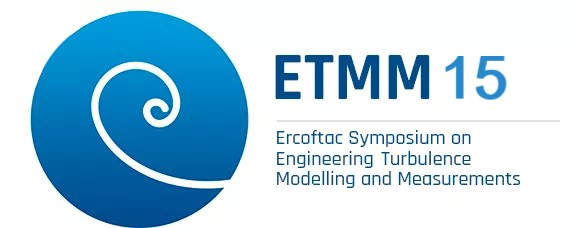 ETMM 15
Ercoftac Symposium on
Engineering Turbulence
Modelling and Measurements